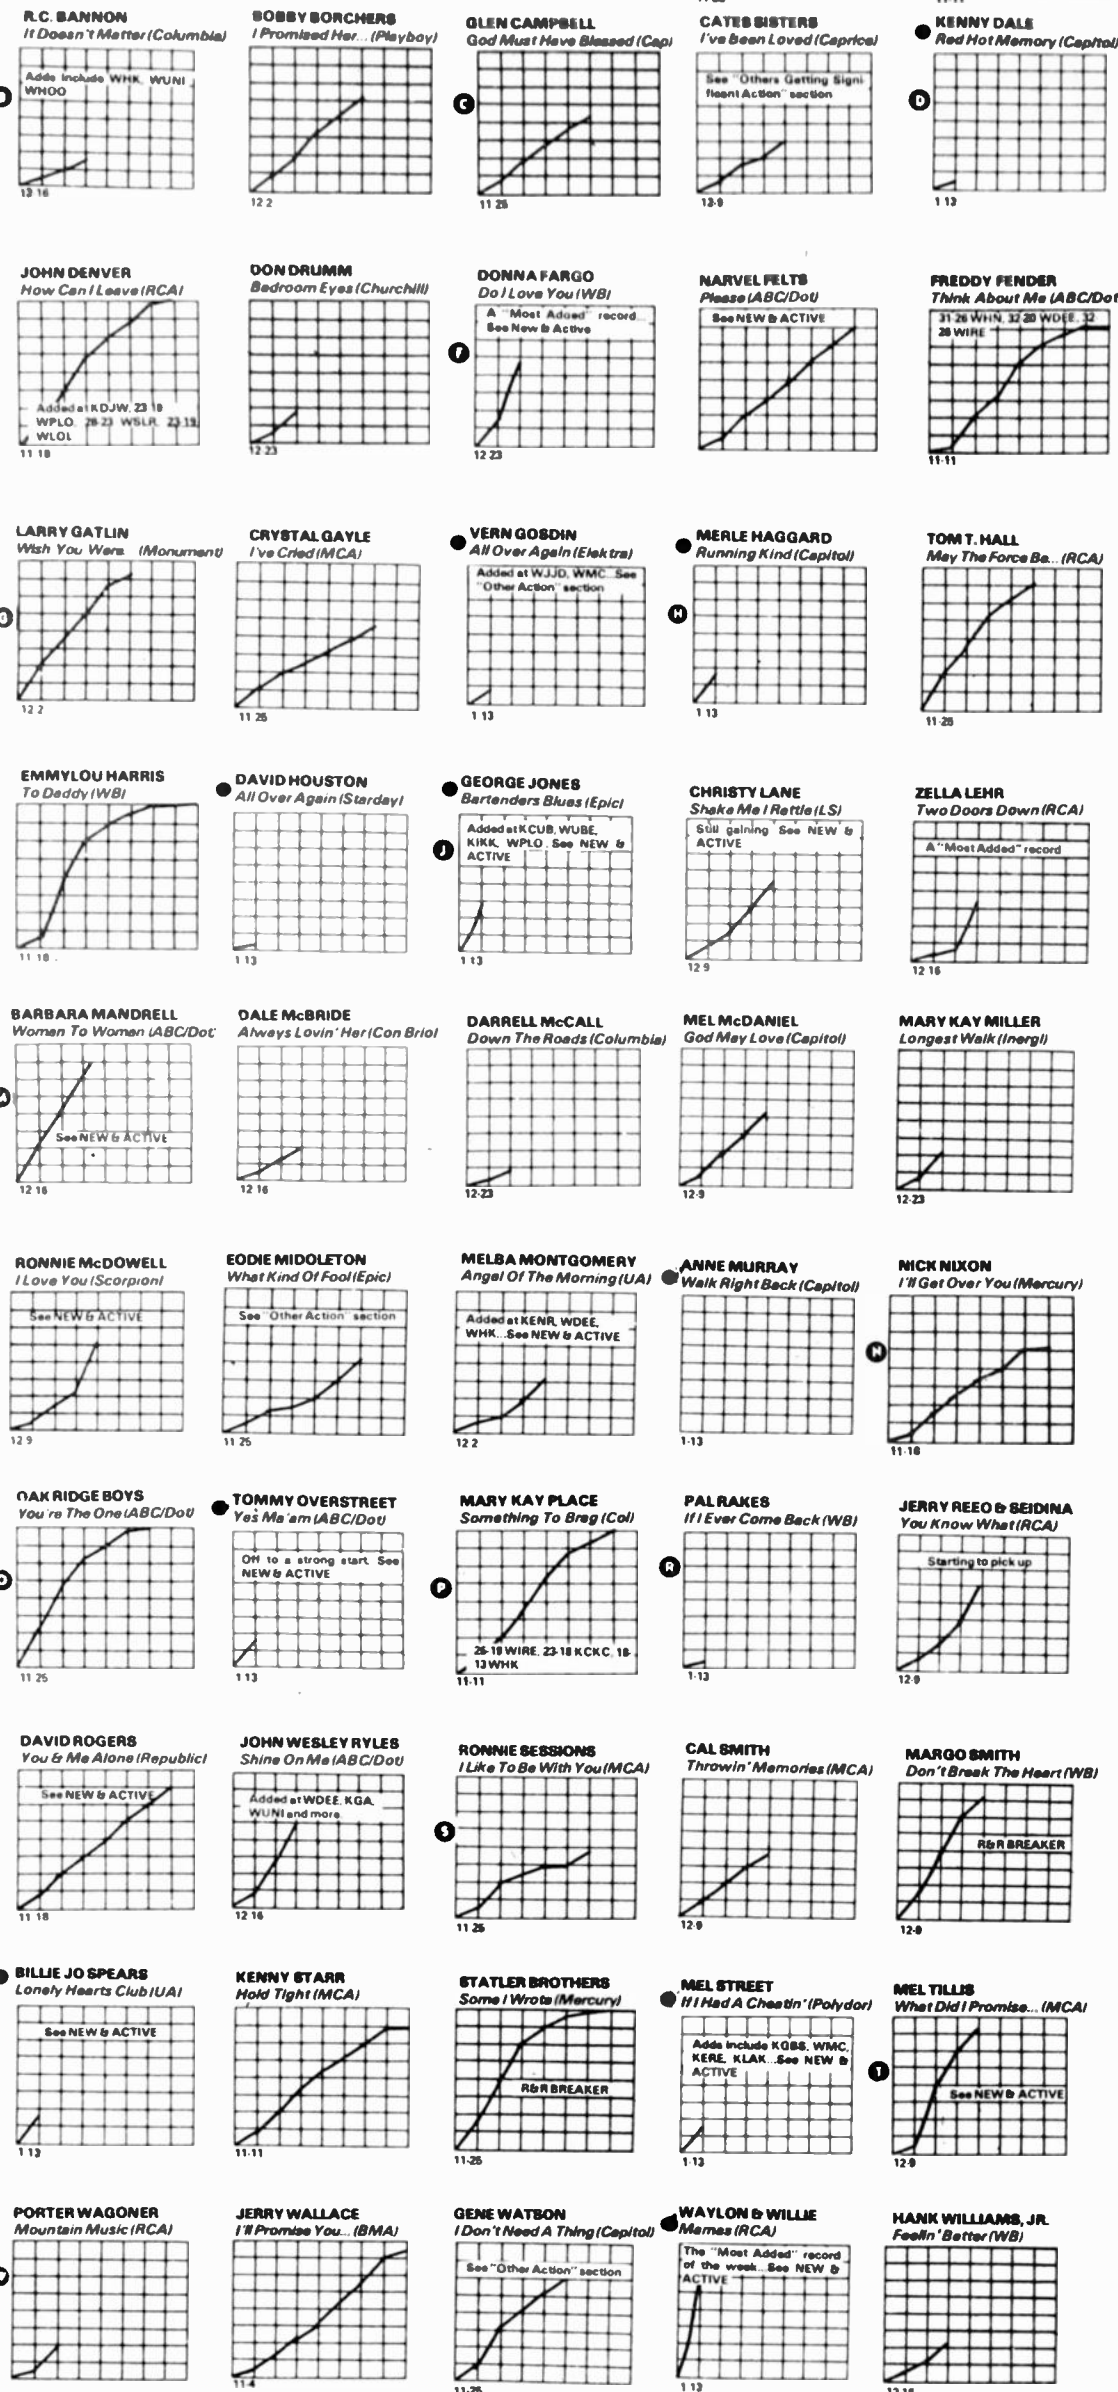 R.C. BANNON
It Doesn't Matter (Columbia)
Adds include WHK, WUNI
WHOO
13 16
BOBBY BORCHERS
I Promised Her... (Playboy)
12 2
GLEN CAMPBELL
God Must Have Blessed (Cap)
C
11 25
CATES SISTERS
I've Been Loved (Caprice)
See "Others Getting Signi
ficant Action" section
13-9
KENNY DALE
Red Hot Memory (Capitol)
D
1 13
JOHN DENVER
How Can I Leave (RCA)
Added at KDJW, 23 19
WPLO, 28-23 WSLR, 23-19
WLOL
11 18
DON DRUMM
Bedroom Eyes (Churchill)
12 23
DONNA FARGO
Do I Love You (WB)
A "Most Added" record...
See New & Active
F
12 23
NARVEL FELTS
Please (ABC/Dot)
See NEW & ACTIVE
FREDDY FENDER
Think About Me (ABC/Dot
31-26 WHN, 32-20 WDEE, 32-
26 WIRE
11-11
LARRY GATLIN
Wish You Were (Monument)
G
12 2
CRYSTAL GAYLE
I've Cried (MCA)
11 25
VERN GOSDIN
All Over Again (Elektra)
Added at WJJD, WMC...See
"Other Action" section
1 13
MERLE HAGGARD
Running Kind (Capitol)
H
1 13
TOM T. HALL
May The Force Be... (RCA)
11-25
EMMYLOU HARRIS
To Daddy (WB)
11 18
DAVID HOUSTON
All Over Again (Starday)
1 13
GEORGE JONES
Bartenders Blues (Epic)
Added at KCUB, WUBE,
KIKK, WPLO. See NEW &
ACTIVE
J
1 13
CHRISTY LANE
Shake Me I Rattle (LS)
Still gaining See NEW &
ACTIVE
12 9
ZELLA LEHR
Two Doors Down (RCA)
A "Most Added" record
12 16
BARBARA MANDRELL
Woman To Woman (ABC/Dot)
See NEW & ACTIVE
12 16
DALE McBRIDE
Always Lovin' Her (Con Brio)
12 16
DARRELL McCALL
Down The Roads (Columbia)
12-23
MEL McDANIEL
God May Love (Capitol)
12-9
MARY KAY MILLER
Longest Walk (Inergi)
12-23
RONNIE McDOWELL
I Love You (Scorpion)
See NEW & ACTIVE
12 9
EODIE MIDDLETON
What Kind Of Fool (Epic)
See "Other Action" section
11 25
MELBA MONTGOMERY
Angel Of The Morning (UA)
Added at KENR, WDEE,
WHK...See NEW & ACTIVE
12 2
ANNE MURRAY
Walk Right Back (Capitol)
1-13
NICK NIXON
I'll Get Over You (Mercury)
N
11-18
OAK RIDGE BOYS
You're The One (ABC/Dot)
O
11 25
TOMMY OVERSTREET
Yes Ma'am (ABC/Dot)
Off to a strong start. See
NEW & ACTIVE
1 13
MARY KAY PLACE
Something To Brag (Col)
P
26-19 WIRE, 23-18 KCKC, 18-
13 WHK
11-11
PAL RAKES
If I Ever Come Back (WB)
R
1-13
JERRY REED & SEIDINA
You Know What (RCA)
Starting to pick up
12-9
DAVID ROGERS
You & Me Alone (Republic)
See NEW & ACTIVE
11 18
JOHN WESLEY RYLES
Shine On Me (ABC/Dot)
Added at WDEE, KGA,
WUNI and more
12 16
RONNIE SESSIONS
I Like To Be With You (MCA)
S
11 25
CAL SMITH
Throwin' Memories (MCA)
12-9
MARGO SMITH
Don't Break The Heart (WB)
R&R BREAKER
12-9
BILLIE JO SPEARS
Lonely Hearts Club (UA)
See NEW & ACTIVE
1 13
KENNY STARR
Hold Tight (MCA)
11-11
STATLER BROTHERS
Some I Wrote (Mercury)
R&R BREAKER
11-25
MEL STREET
If I Had A Cheatin' (Polydor)
Adds include KGBS, WMC,
KERE, KLAK...See NEW &
ACTIVE
1-13
MEL TILLIS
What Did I Promise... (MCA)
T
See NEW & ACTIVE
12-9
PORTER WAGONER
Mountain Music (RCA)
JERRY WALLACE
I'll Promise You... (BMA)
11-4
GENE WATSON
I Don't Need A Thing (Capitol)
See "Other Action" section
11-25
WAYLON & WILLIE
Mamas (RCA)
The "Most Added" record
of the week...See NEW &
ACTIVE
1 13
HANK WILLIAMS, JR.
Feelin' Better (WB)